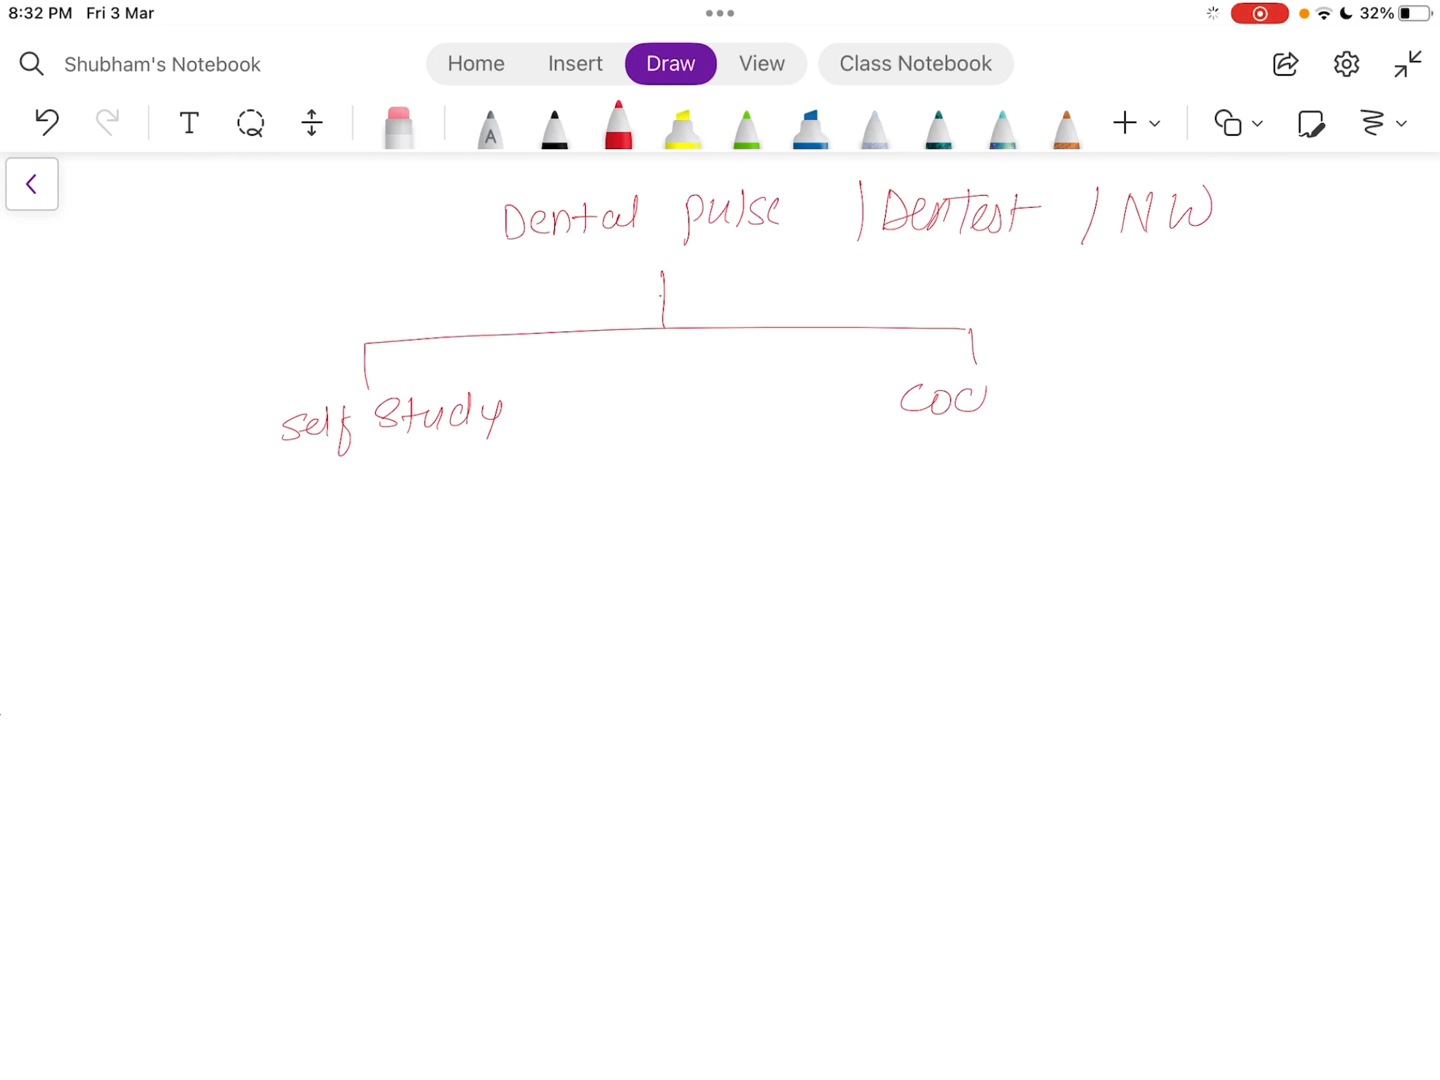 8:32 PM Fri 3 Mar 32%
Shubham's Notebook Home Insert Draw View Class Notebook
T A
Dental pulse | Dentest / NW
Self Study
COC